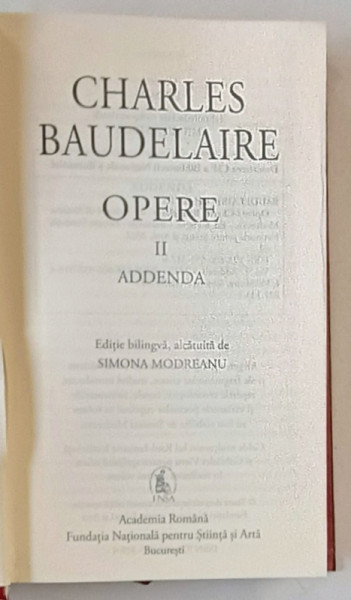 CHARLES
BAUDELAIRE
OPERE
II
ADDENDA
Ediție bilingvă, alcătuită de
SIMONA MODREANU
FNSA
Academia Română
Fundația Națională pentru Știință și Artă
București